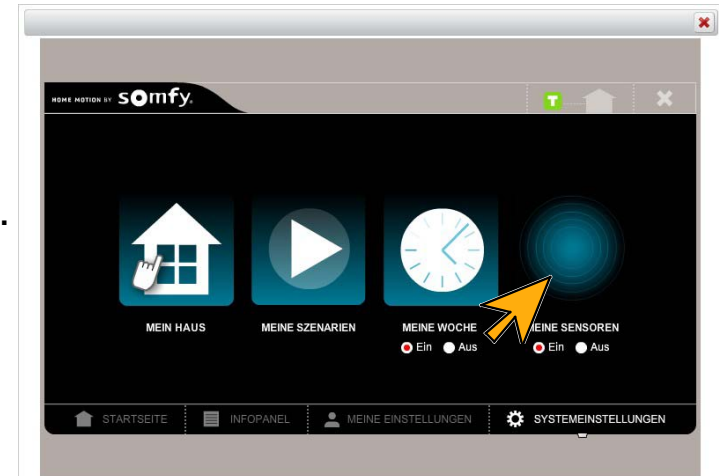 HOME MOTION BY somfy.
T
.
MEIN HAUS
MEINE SZENARIEN
MEINE WOCHE
MEINE SENSOREN
Ein Aus
Ein Aus
STARTSEITE
INFOPANEL
MEINE EINSTELLUNGEN
SYSTEMEINSTELLUNGEN